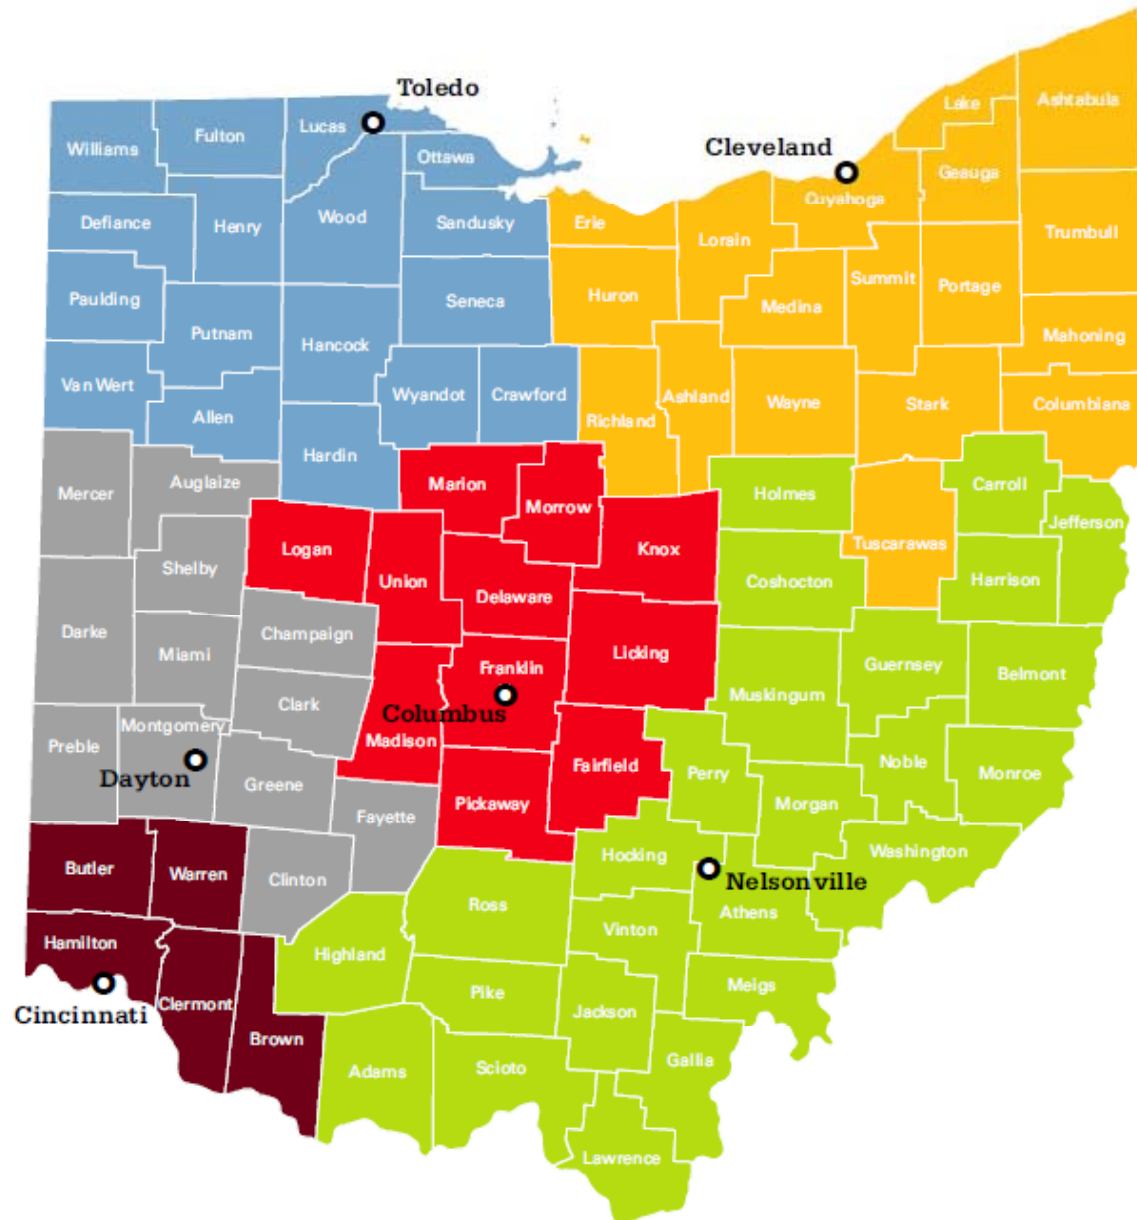 Toledo
Lake
Ashtabula
Williams
Fulton
Lucas
Ottawa
Cleveland
Geauga
Cuyahoga
Defiance
Henry
Wood
Sandusky
Erie
Lorain
Trumbull
Paulding
Putnam
Hancock
Seneca
Huron
Medina
Summit
Portage
Mahoning
Van Wert
Allen
Wyandot
Crawford
Richland
Ashland
Wayne
Stark
Columbiana
Hardin
Mercer
Auglaize
Marion
Morrow
Holmes
Carroll
Jefferson
Logan
Union
Knox
Tuscarawas
Shelby
Delaware
Coshocton
Harrison
Darke
Miami
Champaign
Franklin
Licking
Guernsey
Belmont
Clark
Columbus
Muskingum
Preble
Montgomery
Madison
Dayton
Greene
Fairfield
Perry
Noble
Monroe
Fayette
Pickaway
Morgan
Butler
Warren
Clinton
Hocking
Washington
Nelsonville
Ross
Athens
Hamilton
Highland
Vinton
Cincinnati
Clermont
Pike
Jackson
Meigs
Brown
Adams
Scioto
Gallia
Lawrence